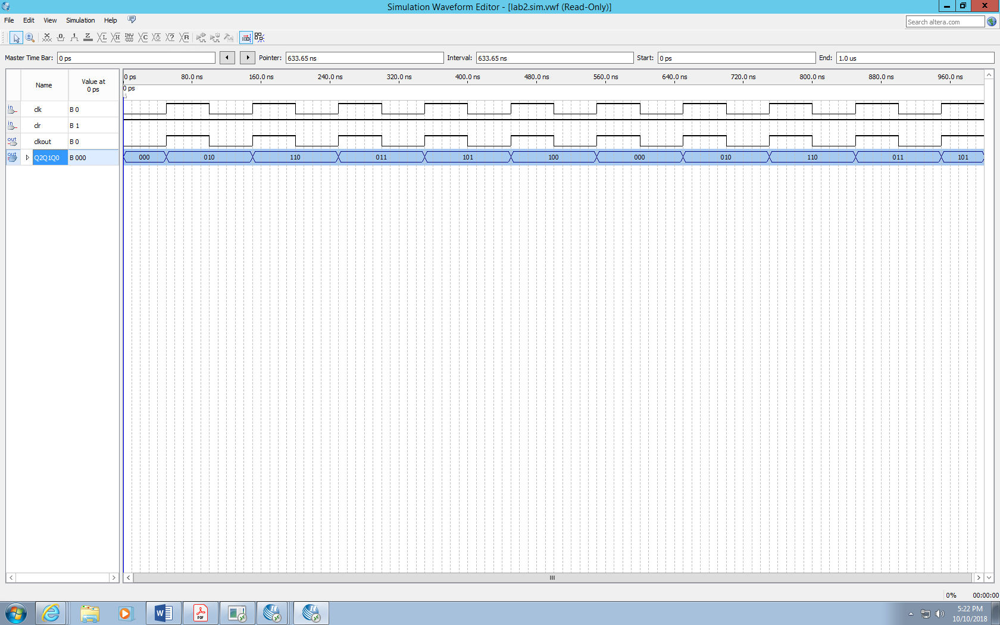 Simulation Waveform Editor - [lab2.sim.vwf (Read-Only)]
File Edit View Simulation Help
Search altera.com
Master Time Bar: 0 ps Pointer: 633.65 ns Interval: 633.65 ns Start: 0 ps End: 1.0 us
Name Value at 0 ps
0 ps 80.0 ns 160.0 ns 240.0 ns 320.0 ns 400.0 ns 480.0 ns 560.0 ns 640.0 ns 720.0 ns 800.0 ns 880.0 ns 960.0 ns
0 ps
in clk B 0
in clr B 1
out clkout B 0
out Q2Q1Q0 B 000 000 010 110 011 101 100 000 010 110 011 101
0% 00:00:00
PDF
5:22 PM
10/10/2018